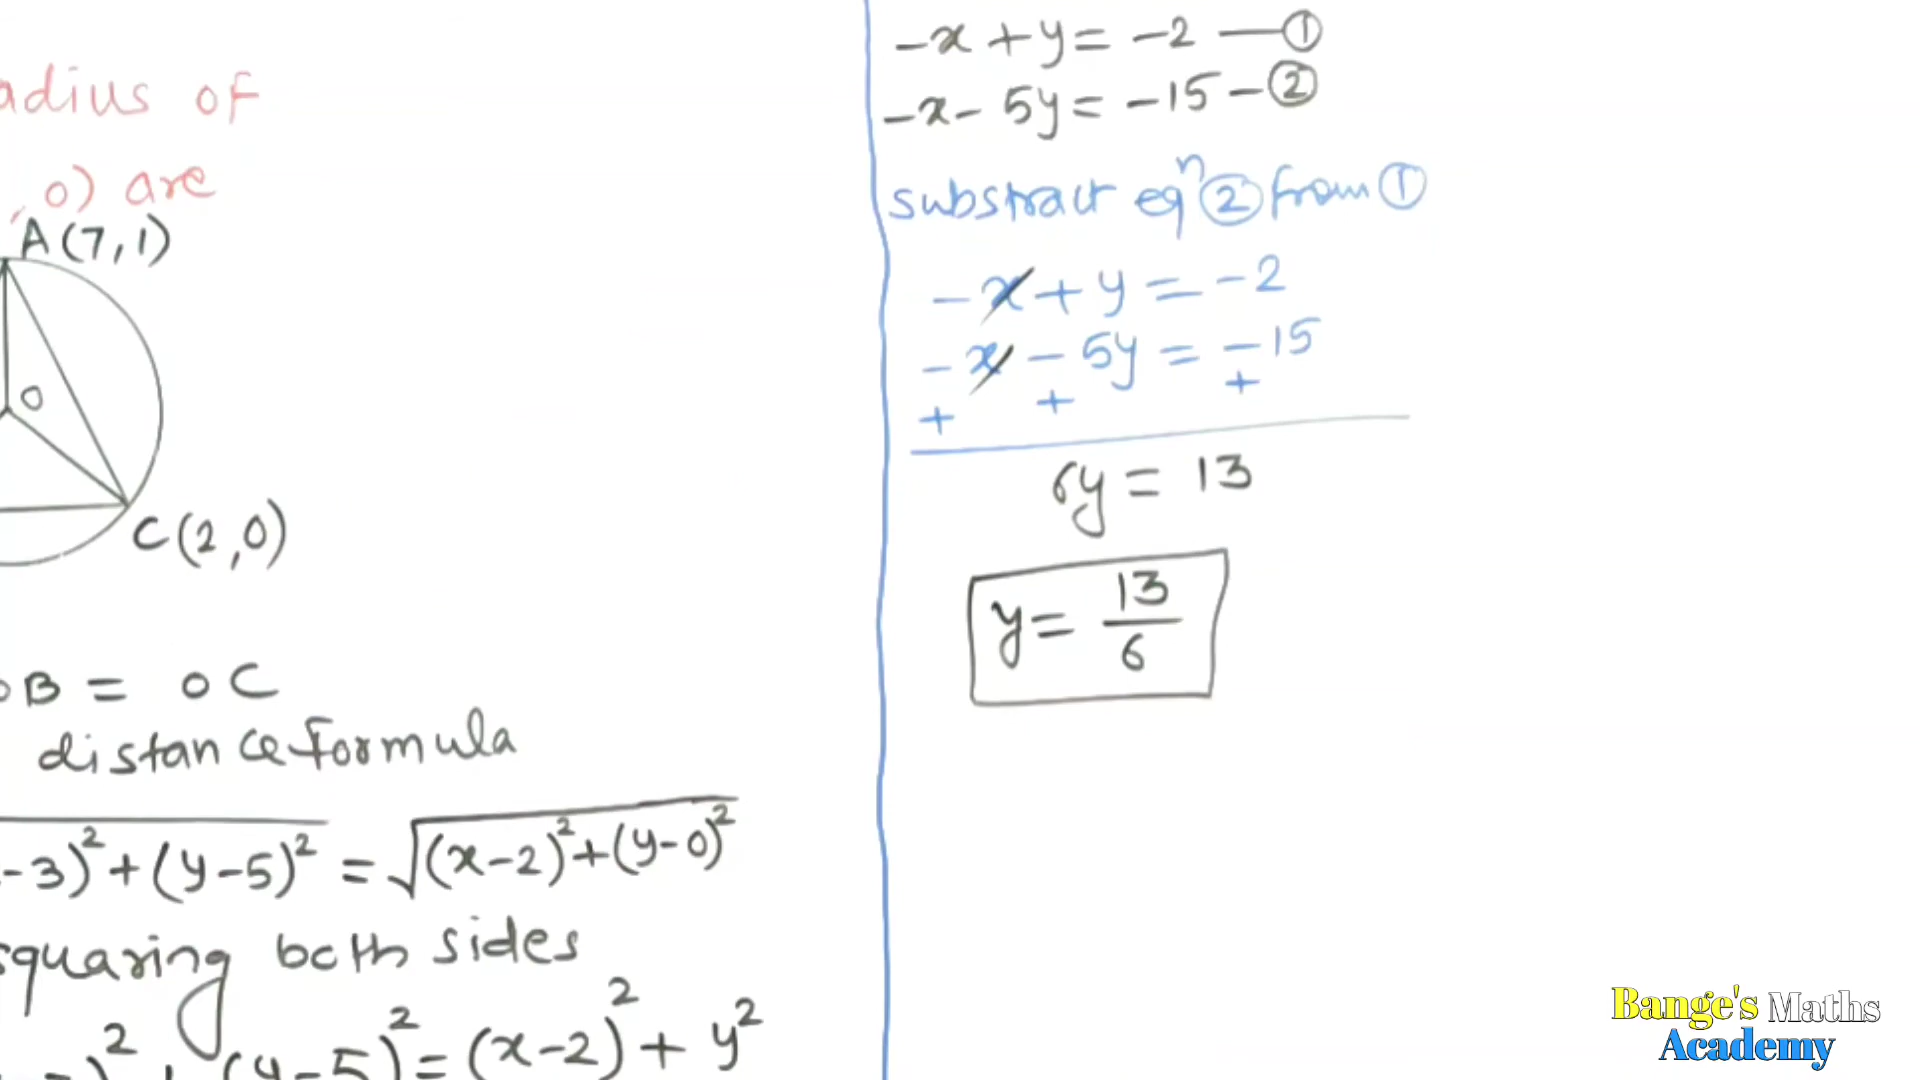 adius of
, 0) are
A(7,1)
O
C(2,0)
OB = OC
distance Formula
-3)² + (y-5)² = √(x-2)² + (y-0)²
squaring both sides
)² + (y-5)² = (x-2)² + y²
-x + y = -2 — ①
-x - 5y = -15 - ②
substract eqⁿ ② from ①
-x + y = -2
-x - 5y = -15
+ + +
6y = 13
y = 13/6
Bange's Maths
Academy